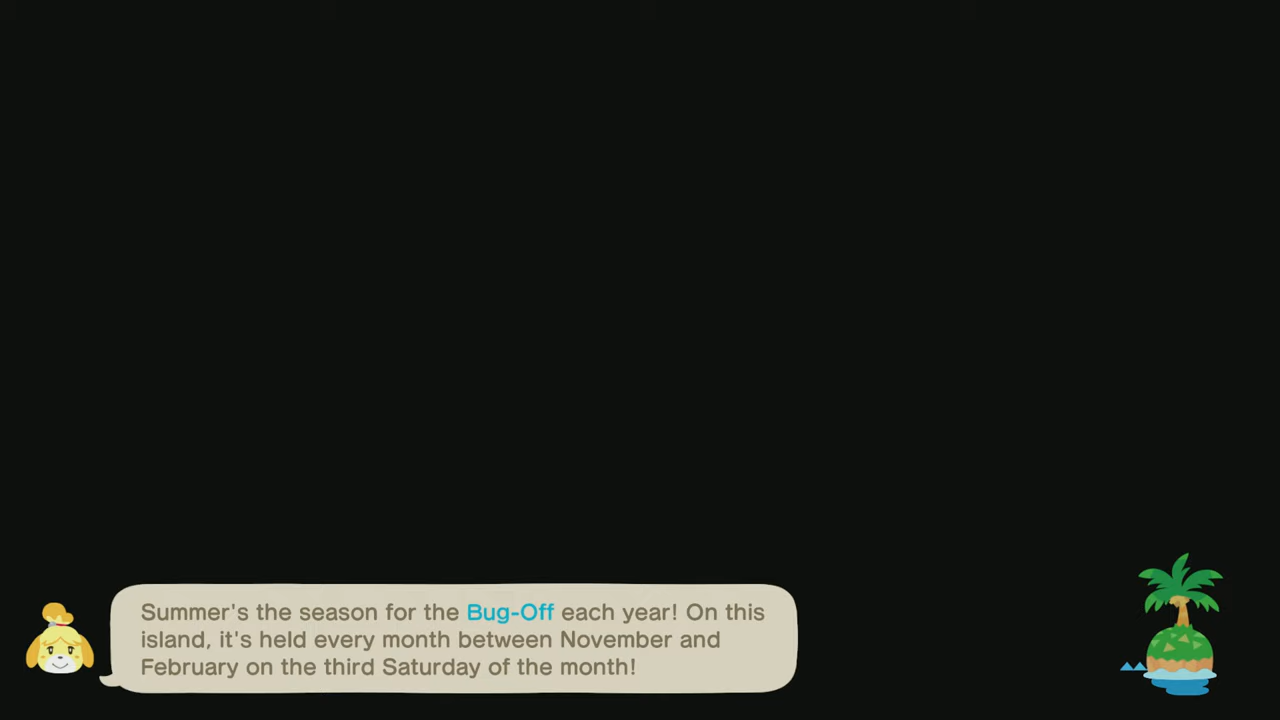 Summer's the season for the Bug-Off each year! On this
island, it's held every month between November and
February on the third Saturday of the month!